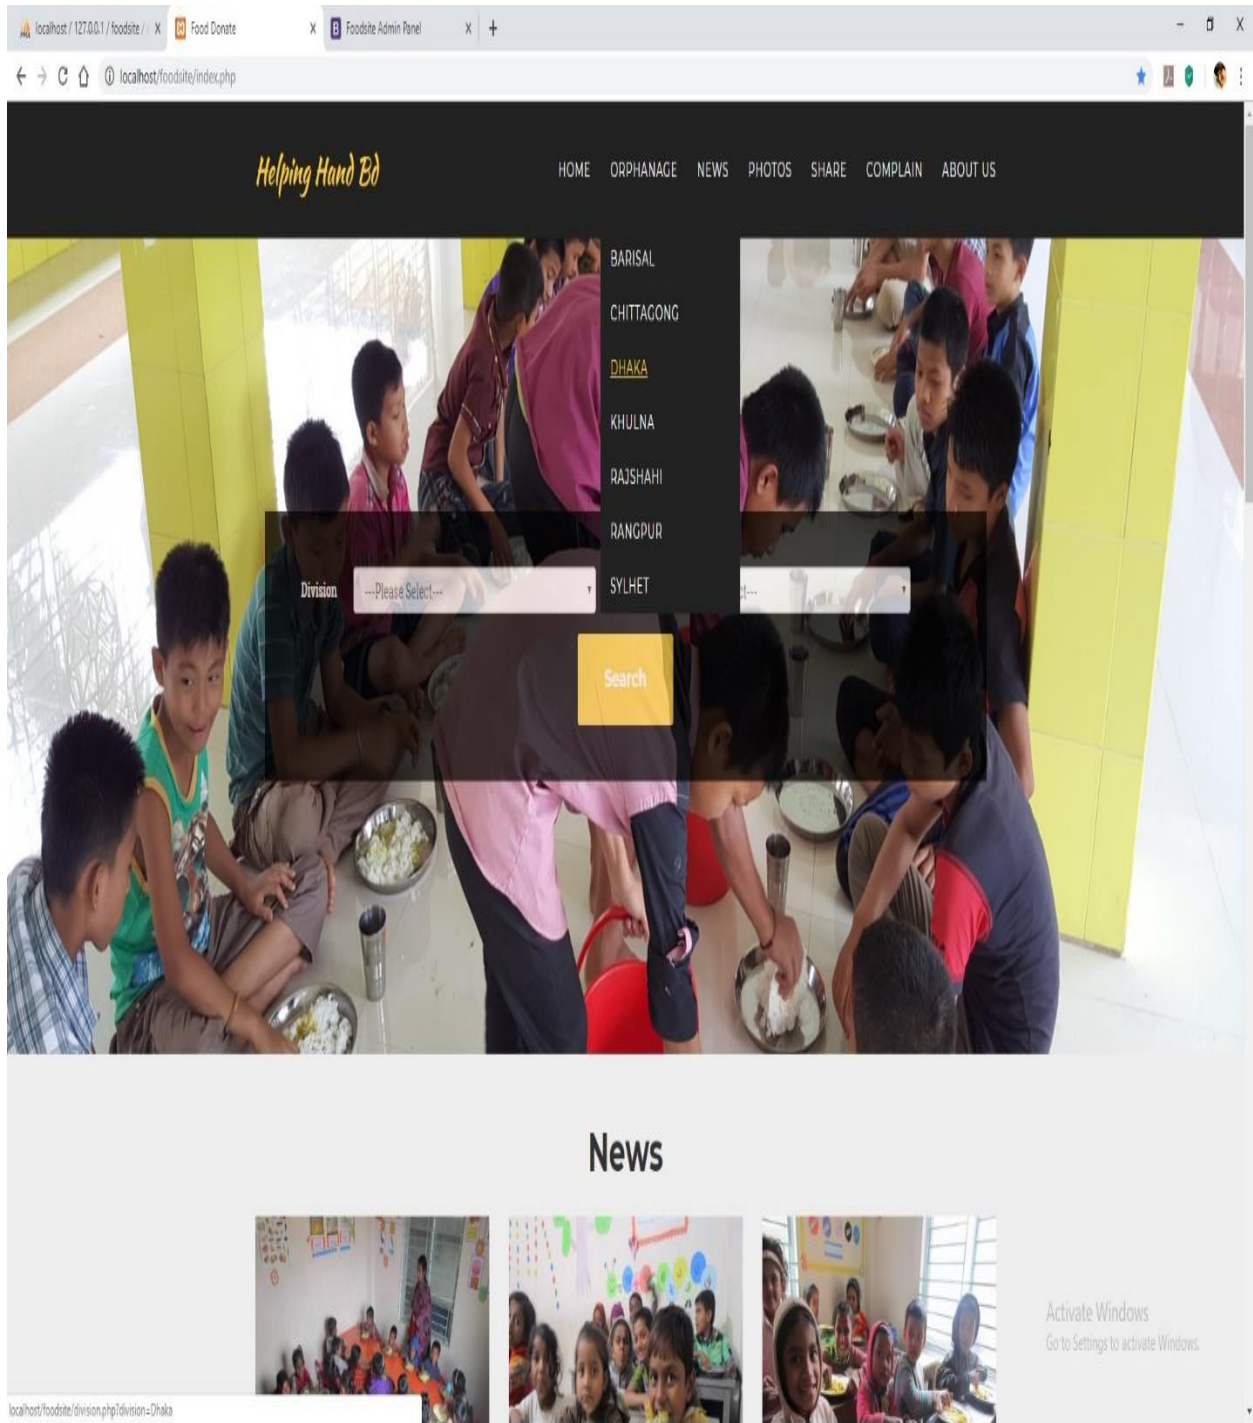 localhost / 127.0.0.1 / foodsite /
Food Donate
Foodsite Admin Panel
localhost/foodsite/index.php
Helping Hand Bd
HOME ORPHANAGE NEWS PHOTOS SHARE COMPLAIN ABOUT US
BARISAL
CHITTAGONG
DHAKA
KHULNA
RAJSHAHI
RANGPUR
SYLHET
Division ---Please Select---
Search
News
Activate Windows
Go to Settings to activate Windows.
localhost/foodsite/division.php?division=Dhaka